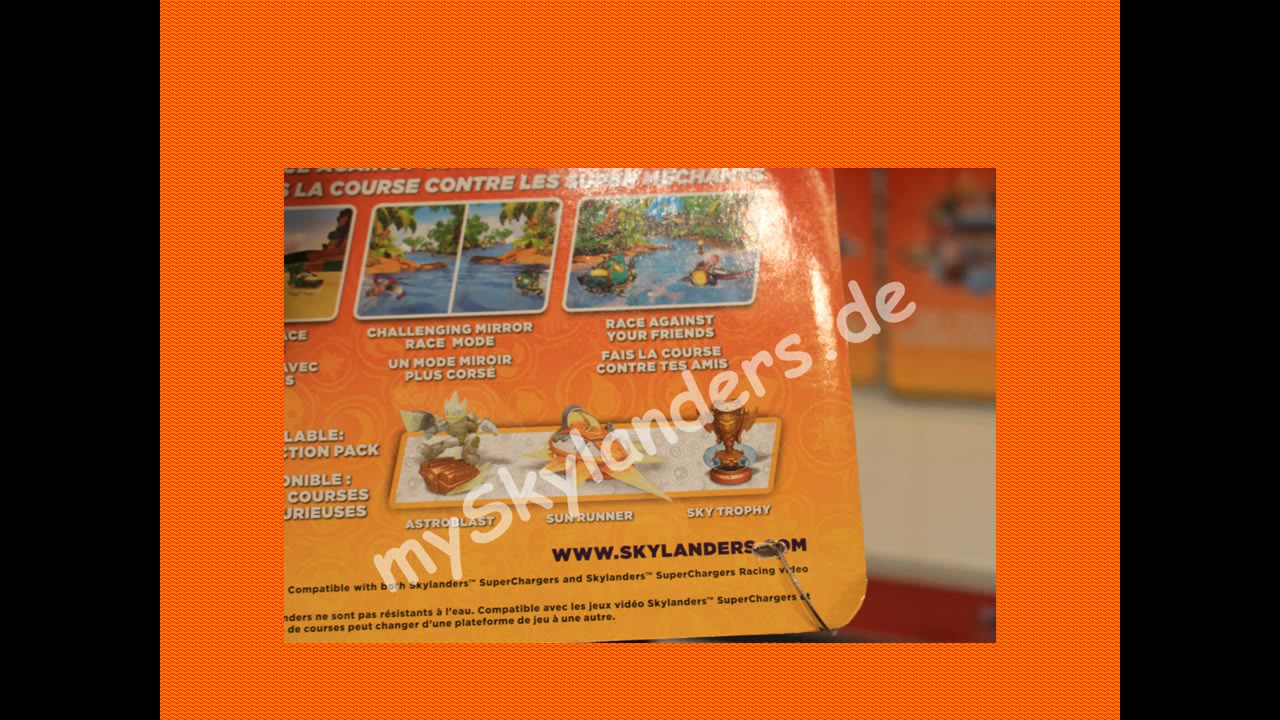 LA COURSE CONTRE LES SUPER MÉCHANTS
CHALLENGING MIRROR
RACE MODE
UN MODE MIROIR
PLUS CORSÉ
RACE AGAINST
YOUR FRIENDS
FAIS LA COURSE
CONTRE TES AMIS
LABLE:
CTION PACK
ONIBLE :
COURSES
URIEUSES
ASTROBLAST
SUN RUNNER
SKY TROPHY
mySkylanders.de
WWW.SKYLANDERS.COM
Compatible with both Skylanders™ SuperChargers and Skylanders™ SuperChargers Racing video
nders ne sont pas résistants à l'eau. Compatible avec les jeux vidéo Skylanders™ SuperChargers et
de courses peut changer d'une plateforme de jeu à une autre.